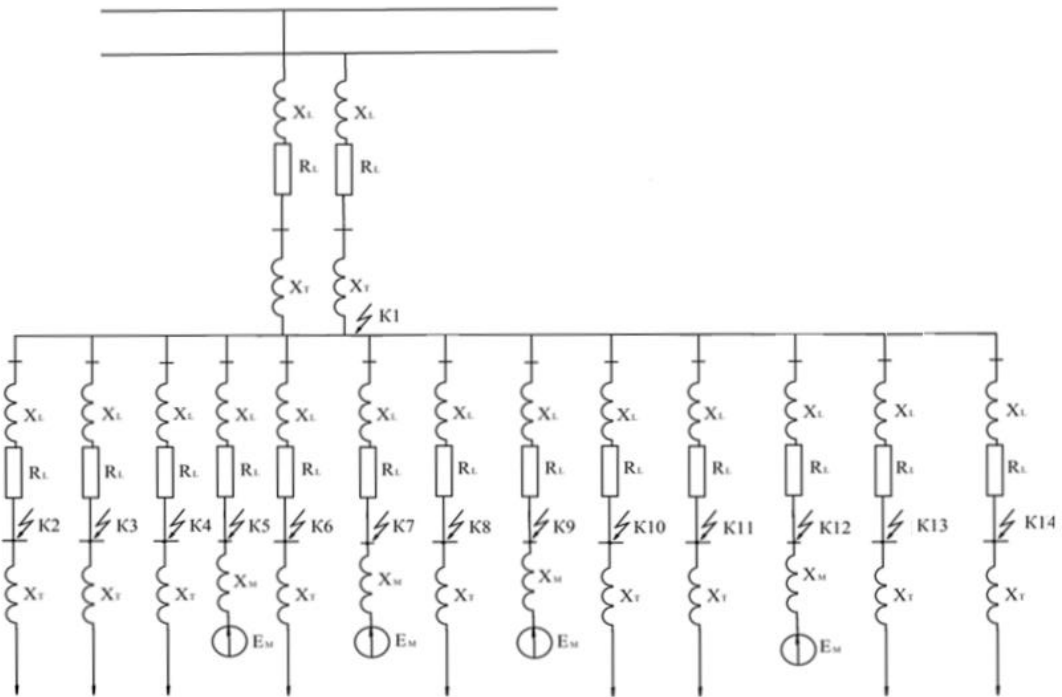 XL XL
RL RL
XT XT
K1
XL XL XL XL XL XL XL XL XL XL XL XL XL
RL RL RL RL RL RL RL RL RL RL RL RL RL
K2 K3 K4 K5 K6 K7 K8 K9 K10 K11 K12 K13 K14
XT XT XT XM XT XM XT XM XT XT XM XT XT
EM EM EM EM